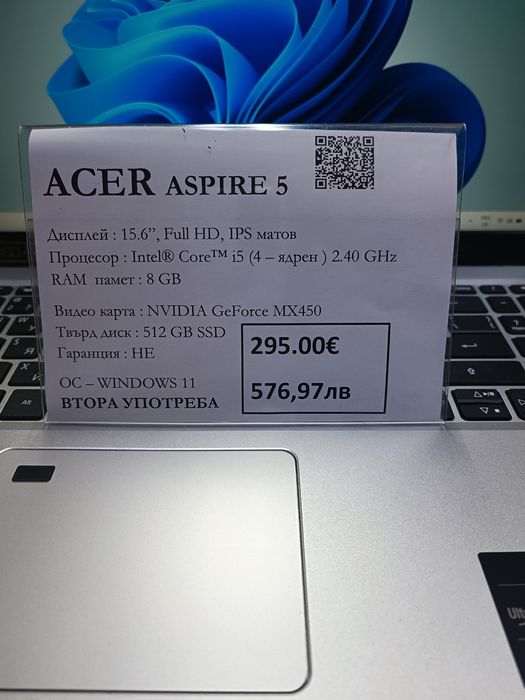 ACER ASPIRE 5
Дисплей : 15.6”, Full HD, IPS матов
Процесор : Intel® Core™ i5 (4 – ядрен ) 2.40 GHz
RAM памет : 8 GB
Видео карта : NVIDIA GeForce MX450
Твърд диск : 512 GB SSD
Гаранция : НЕ
ОС – WINDOWS 11
ВТОРА УПОТРЕБА
295.00€
576,97лв
Alt